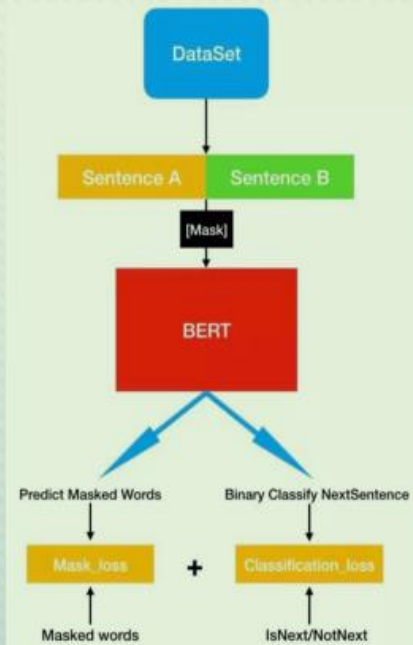 DataSet
Sentence A Sentence B
[Mask]
BERT
Predict Masked Words Binary Classify NextSentence
Mask_loss + Classification_loss
Masked words IsNext/NotNext